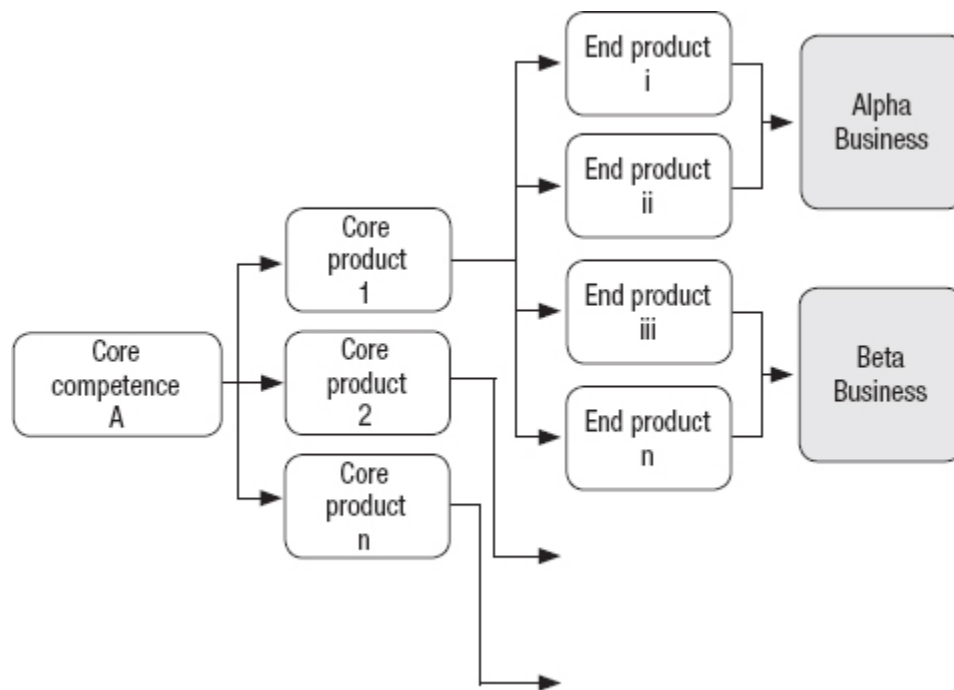 Core
competence
A
Core
product
1
Core
product
2
Core
product
n
End product
i
End product
ii
End product
iii
End product
n
Alpha
Business
Beta
Business